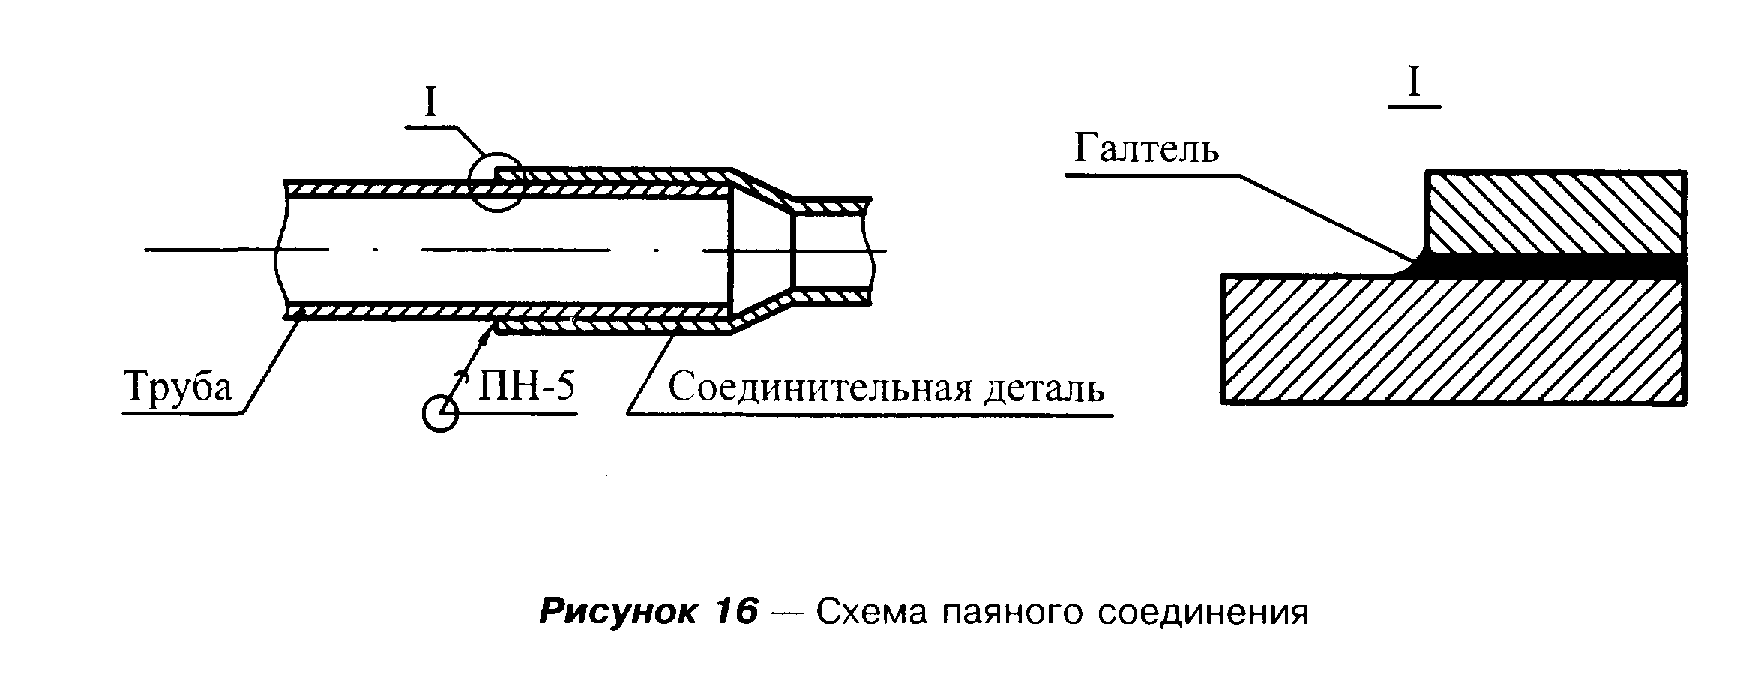 I
I
Галтель
Труба
ПН-5
Соединительная деталь
Рисунок 16 — Схема паяного соединения